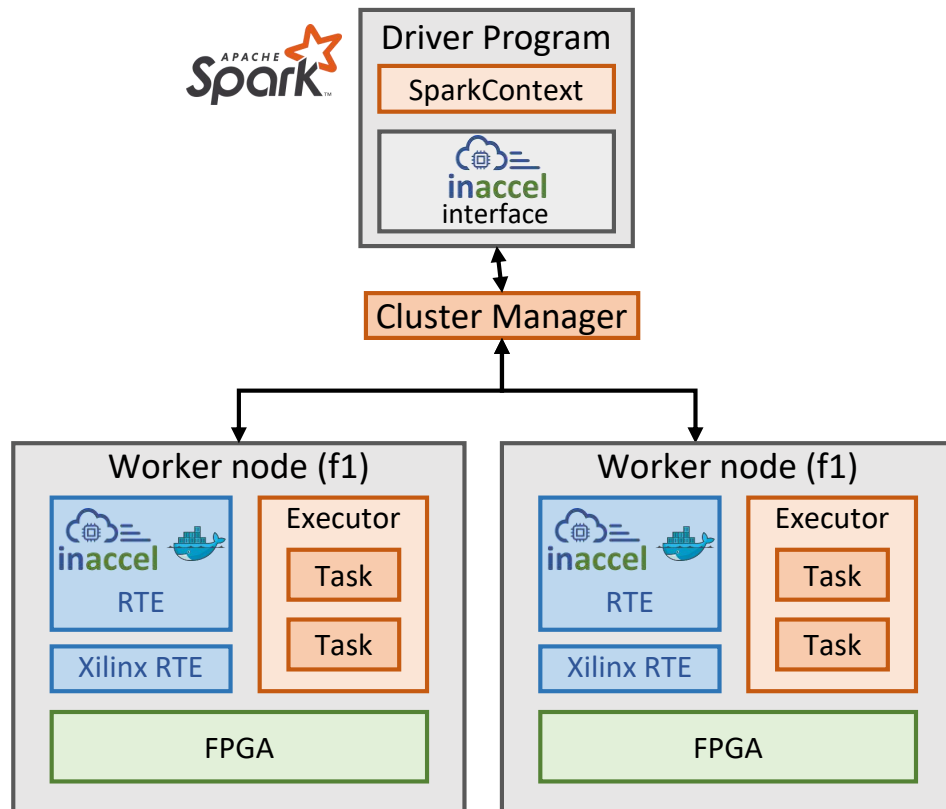 APACHE
Spark™
Driver Program
SparkContext
inaccel
interface
Cluster Manager
Worker node (f1)
inaccel
RTE
Xilinx RTE
Executor
Task
Task
FPGA
Worker node (f1)
inaccel
RTE
Xilinx RTE
Executor
Task
Task
FPGA